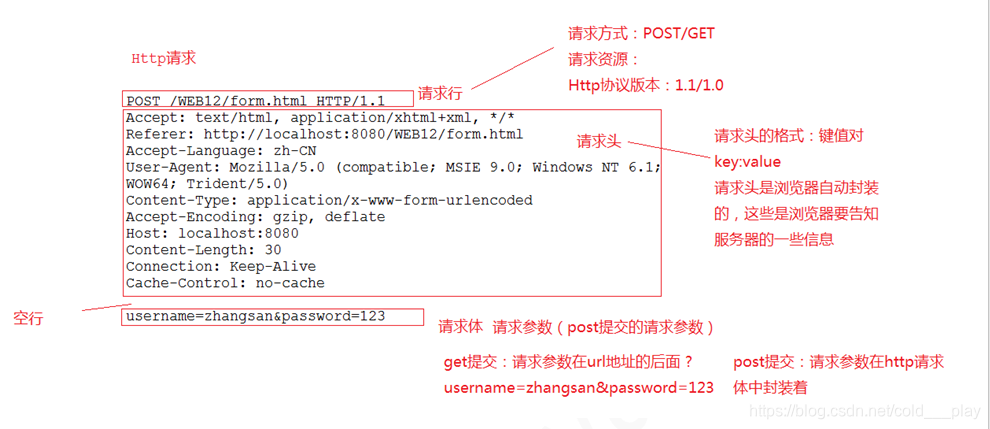 Http请求
请求方式：POST/GET
请求资源：
Http协议版本：1.1/1.0
POST /WEB12/form.html HTTP/1.1
请求行
Accept: text/html, application/xhtml+xml, */*
Referer: http://localhost:8080/WEB12/form.html
Accept-Language: zh-CN
User-Agent: Mozilla/5.0 (compatible; MSIE 9.0; Windows NT 6.1;
WOW64; Trident/5.0)
Content-Type: application/x-www-form-urlencoded
Accept-Encoding: gzip, deflate
Host: localhost:8080
Content-Length: 30
Connection: Keep-Alive
Cache-Control: no-cache
请求头
请求头的格式：键值对
key:value
请求头是浏览器自动封装
的，这些是浏览器要告知
服务器的一些信息
空行
username=zhangsan&password=123
请求体 请求参数（post提交的请求参数）
get提交：请求参数在url地址的后面？
username=zhangsan&password=123
post提交：请求参数在http请求
体中封装着
https://blog.csdn.net/cold___play